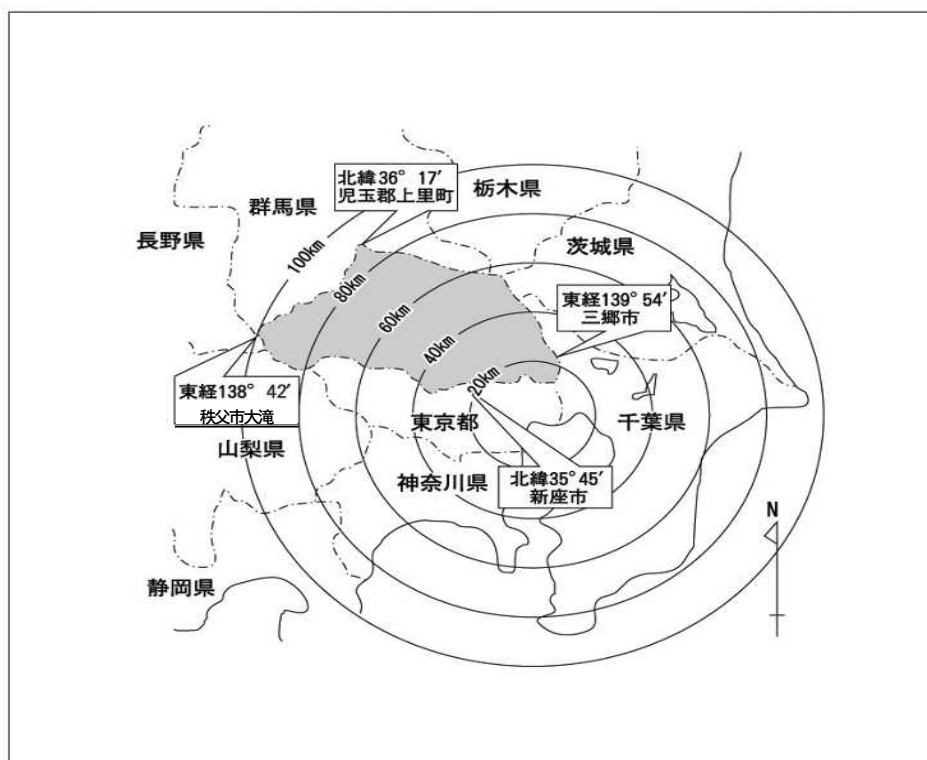 北緯36°17′
児玉郡上里町
栃木県
群馬県
長野県
茨城県
100km
80km
60km
40km
20km
東経139°54′
三郷市
東経138°42′
秩父市大滝
東京都
千葉県
山梨県
神奈川県
北緯35°45′
新座市
N
静岡県